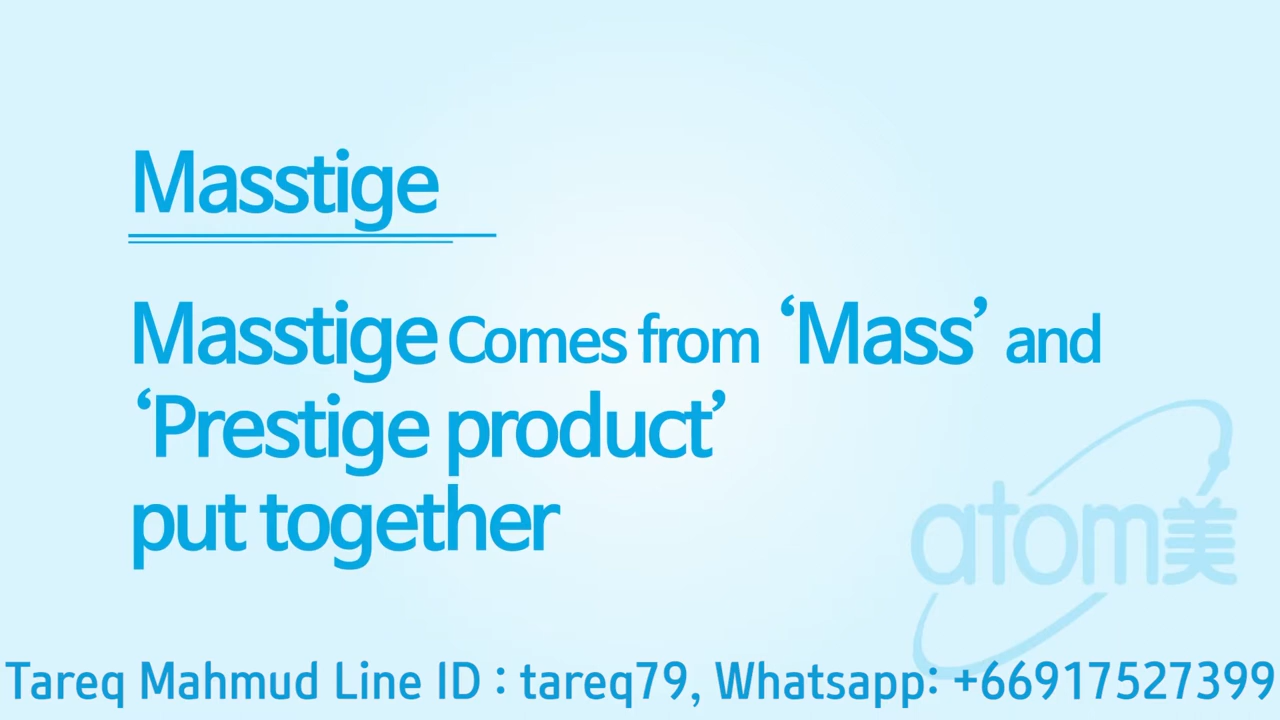 Masstige
Masstige Comes from ‘Mass’ and
‘Prestige product’
put together
atom美
Tareq Mahmud Line ID : tareq79, Whatsapp: +66917527399